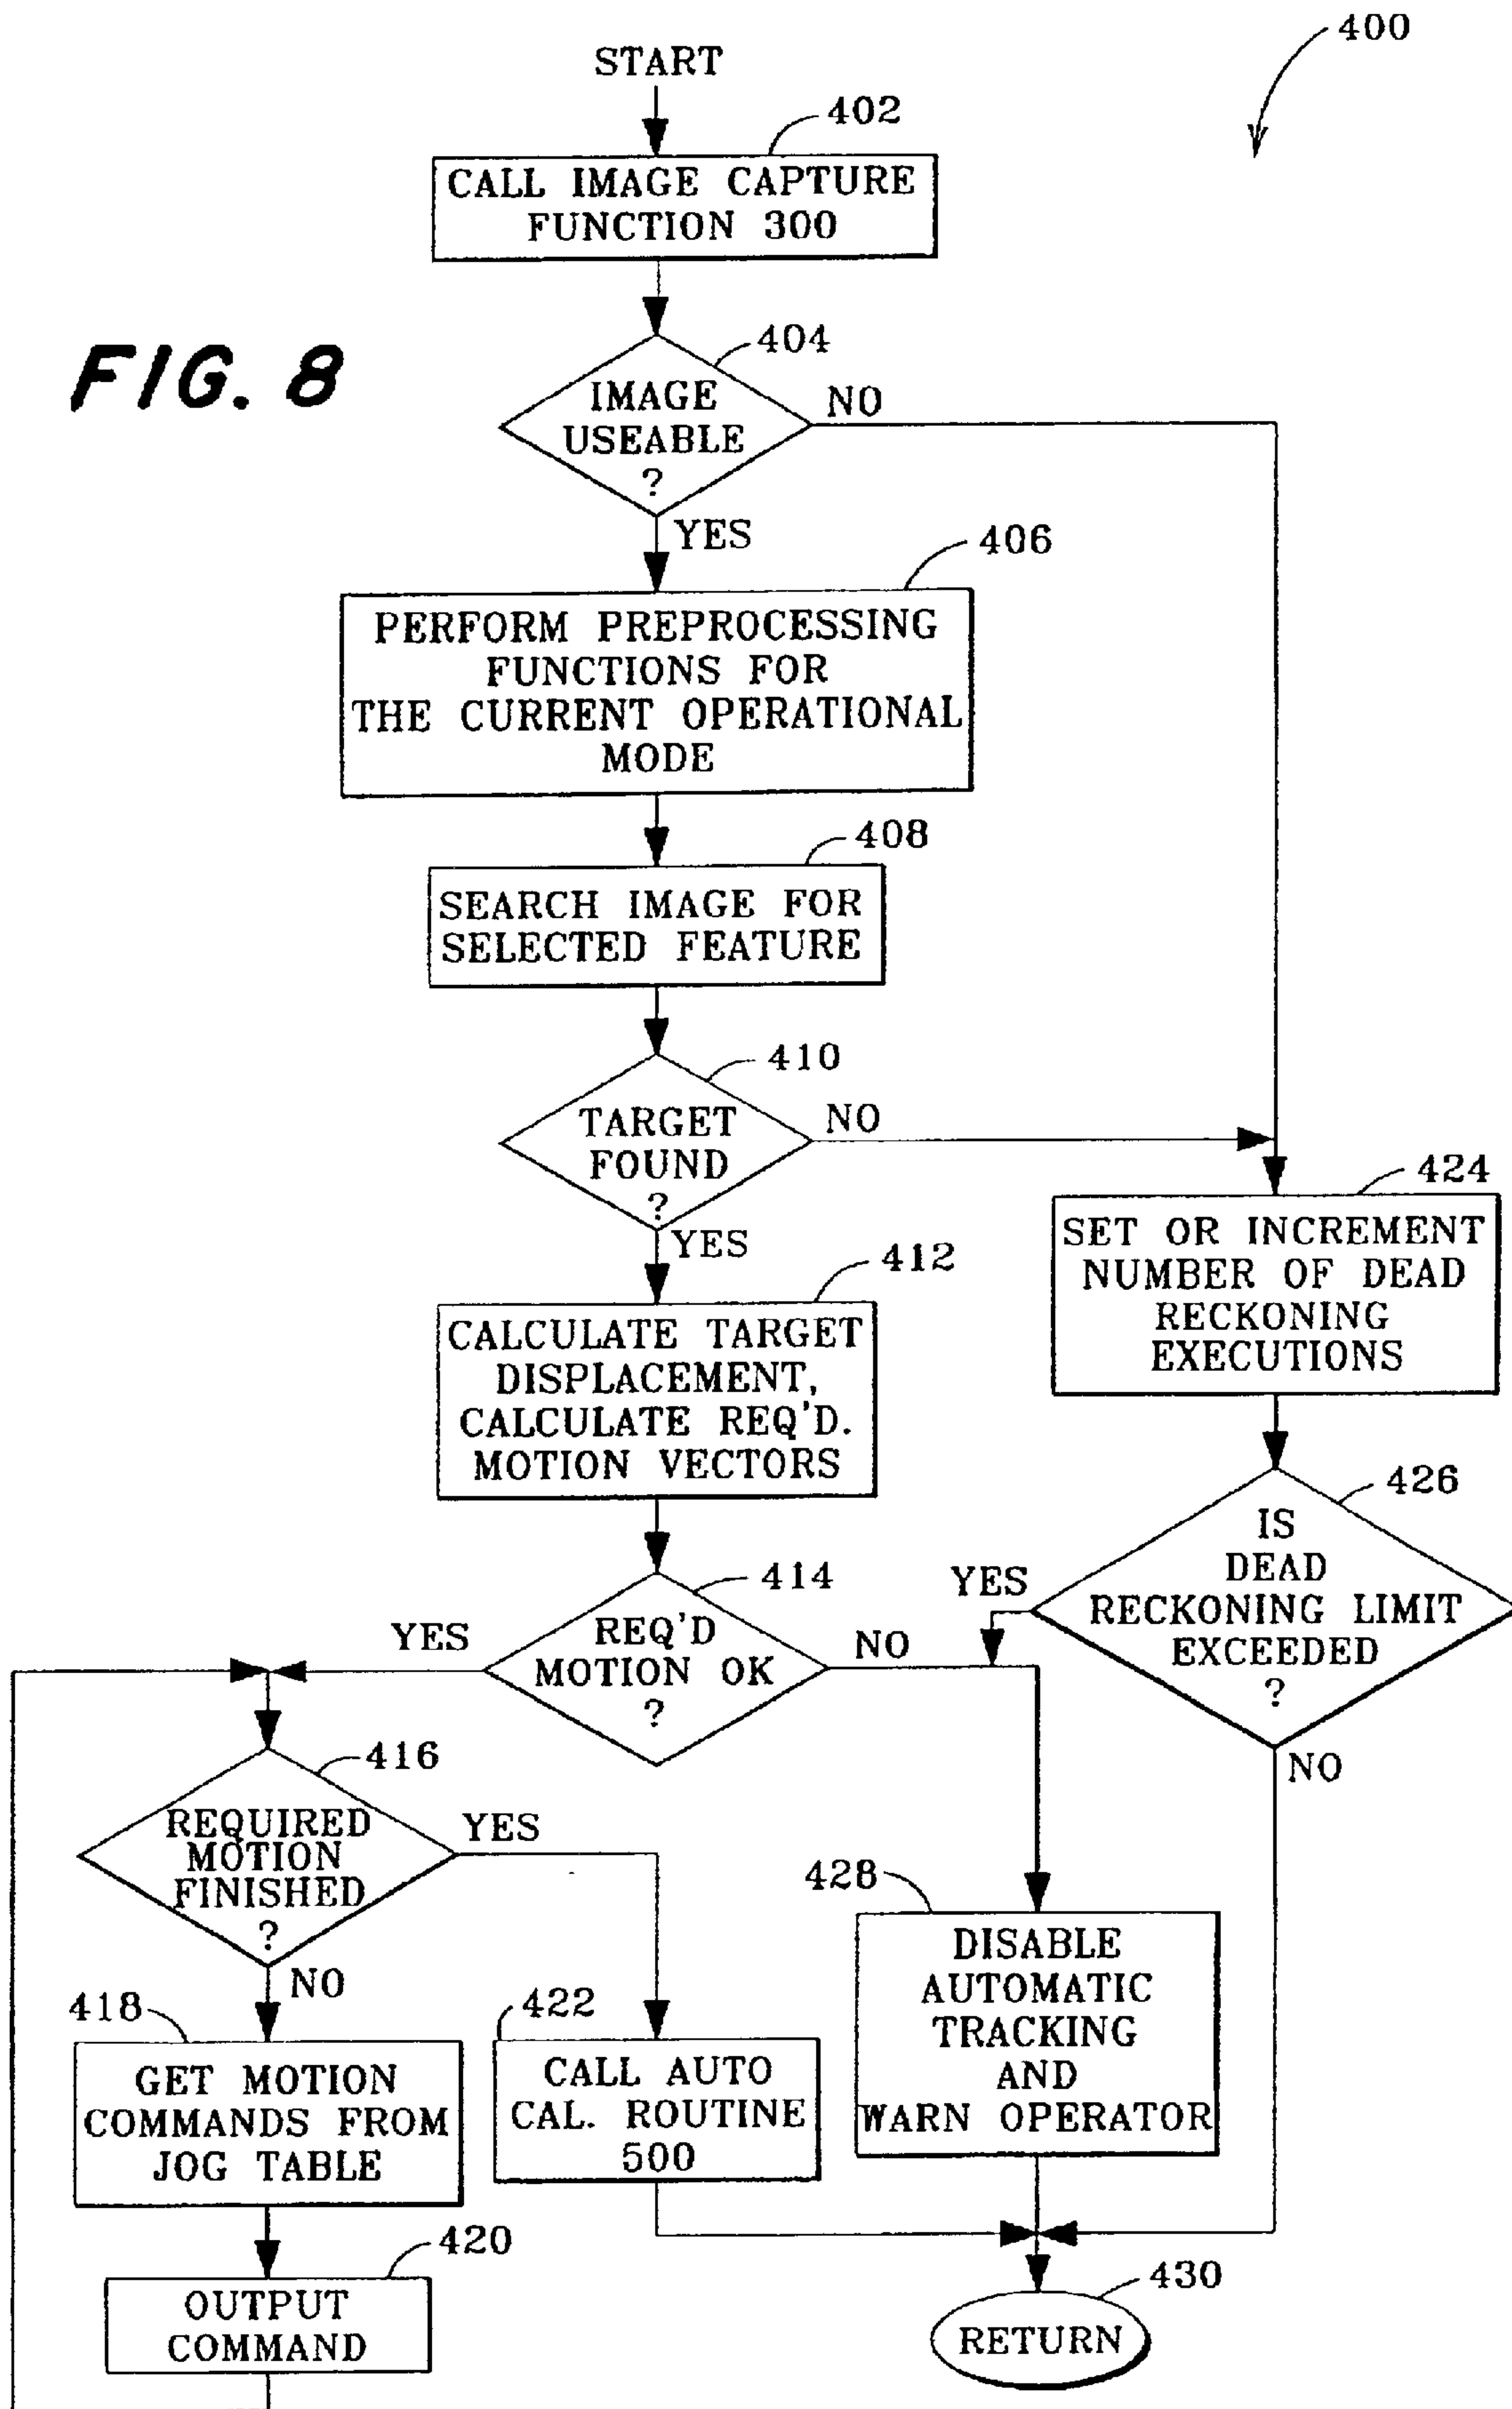 400
START
402
CALL IMAGE CAPTURE
FUNCTION 300
FIG. 8
404
IMAGE
USEABLE
?
NO
YES
406
PERFORM PREPROCESSING
FUNCTIONS FOR
THE CURRENT OPERATIONAL
MODE
408
SEARCH IMAGE FOR
SELECTED FEATURE
410
TARGET
FOUND
?
NO
YES
424
SET OR INCREMENT
NUMBER OF DEAD
RECKONING
EXECUTIONS
412
CALCULATE TARGET
DISPLACEMENT,
CALCULATE REQ'D.
MOTION VECTORS
426
IS
DEAD
RECKONING LIMIT
EXCEEDED
?
YES
NO
414
REQ'D
MOTION OK
?
YES
NO
416
REQUIRED
MOTION
FINISHED
?
YES
NO
418
GET MOTION
COMMANDS FROM
JOG TABLE
422
CALL AUTO
CAL. ROUTINE
500
428
DISABLE
AUTOMATIC
TRACKING
AND
WARN OPERATOR
420
OUTPUT
COMMAND
430
RETURN